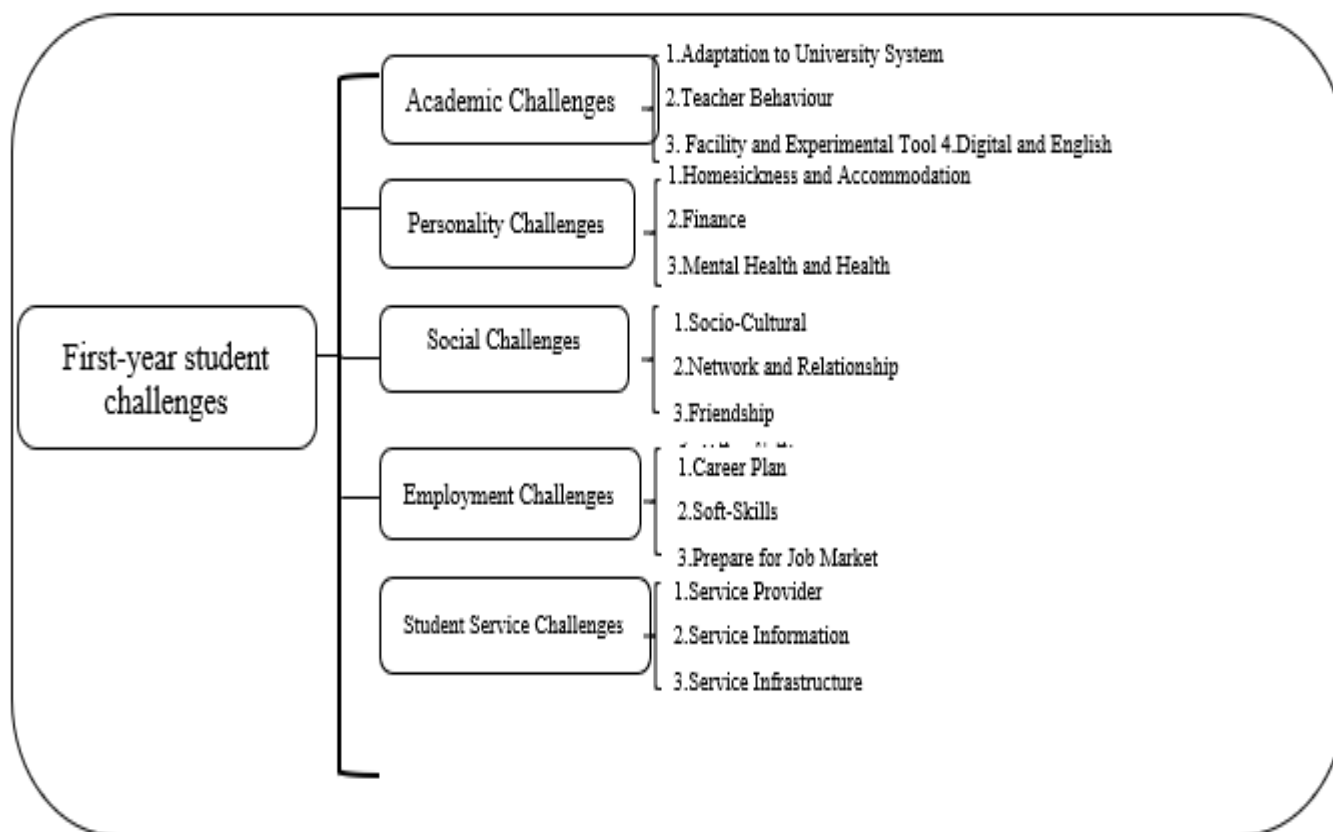 First-year student
challenges
Academic Challenges
1.Adaptation to University System
2.Teacher Behaviour
3. Facility and Experimental Tool 4.Digital and English
Personality Challenges
1.Homesickness and Accommodation
2.Finance
3.Mental Health and Health
Social Challenges
1.Socio-Cultural
2.Network and Relationship
3.Friendship
Employment Challenges
1.Career Plan
2.Soft-Skills
3.Prepare for Job Market
Student Service Challenges
1.Service Provider
2.Service Information
3.Service Infrastructure